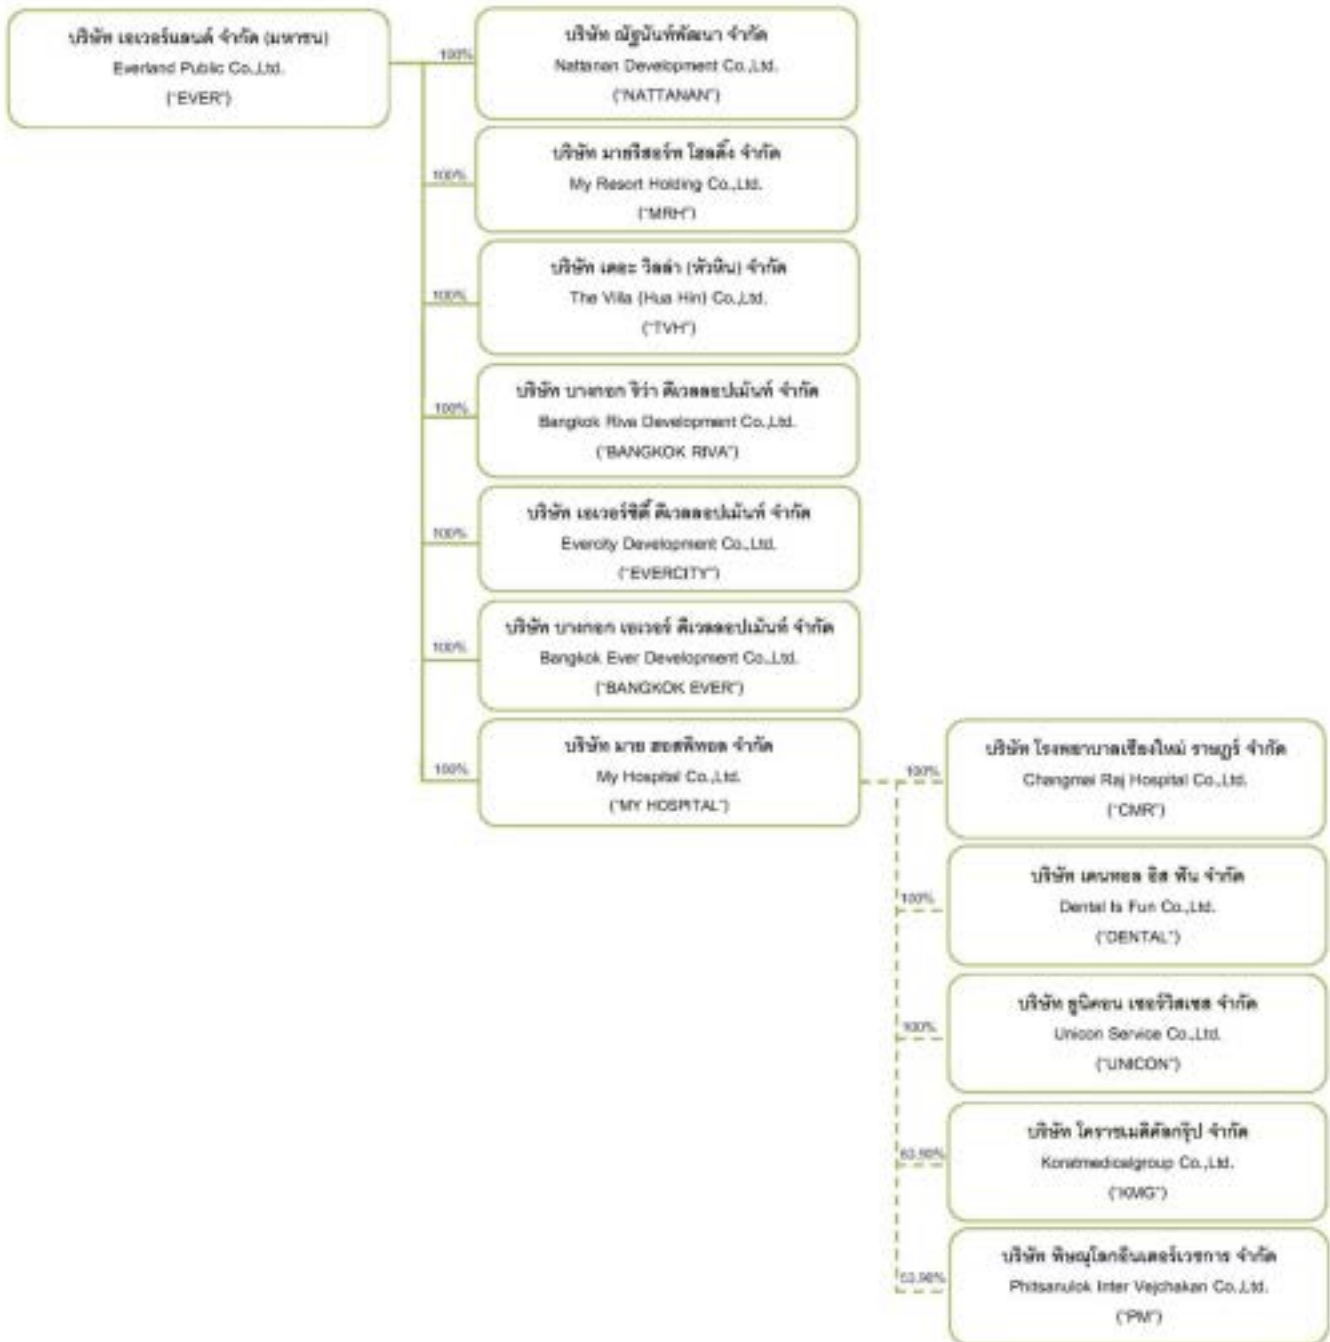 บริษัท เอเวอร์แลนด์ จำกัด (มหาชน)
Everland Public Co.,Ltd.
("EVER")
100%
บริษัท ณัฐนันท์พัฒนา จำกัด
Nattanan Development Co.,Ltd.
("NATTANAN")
100%
บริษัท มายรีสอร์ท โฮลดิ้ง จำกัด
My Resort Holding Co.,Ltd.
("MRH")
100%
บริษัท เดอะ วิลล่า (หัวหิน) จำกัด
The Villa (Hua Hin) Co.,Ltd.
("TVH")
100%
บริษัท บางกอก ริว่า ดีเวลลอปเม้นท์ จำกัด
Bangkok Riva Development Co.,Ltd.
("BANGKOK RIVA")
100%
บริษัท เอเวอร์ซิตี้ ดีเวลลอปเม้นท์ จำกัด
Evercity Development Co.,Ltd.
("EVERCITY")
100%
บริษัท บางกอก เอเวอร์ ดีเวลลอปเม้นท์ จำกัด
Bangkok Ever Development Co.,Ltd.
("BANGKOK EVER")
100%
บริษัท มาย ฮอสพิทอล จำกัด
My Hospital Co.,Ltd.
("MY HOSPITAL")
100%
บริษัท โรงพยาบาลเชียงใหม่ ราษฎร์ จำกัด
Changmai Raj Hospital Co.,Ltd.
("CMR")
100%
บริษัท เดนทอล อิส ฟัน จำกัด
Dental Is Fun Co.,Ltd.
("DENTAL")
100%
บริษัท ยูนิคอน เซอร์วิสเซส จำกัด
Unicon Service Co.,Ltd.
("UNICON")
บริษัท โคราชเมดิคัลกรุ๊ป จำกัด
Koratmedicalgroup Co.,Ltd.
("KMG")
บริษัท พิษณุโลกอินเตอร์เวชการ จำกัด
Phitsanulok Inter Vejchakan Co.,Ltd.
("PM")